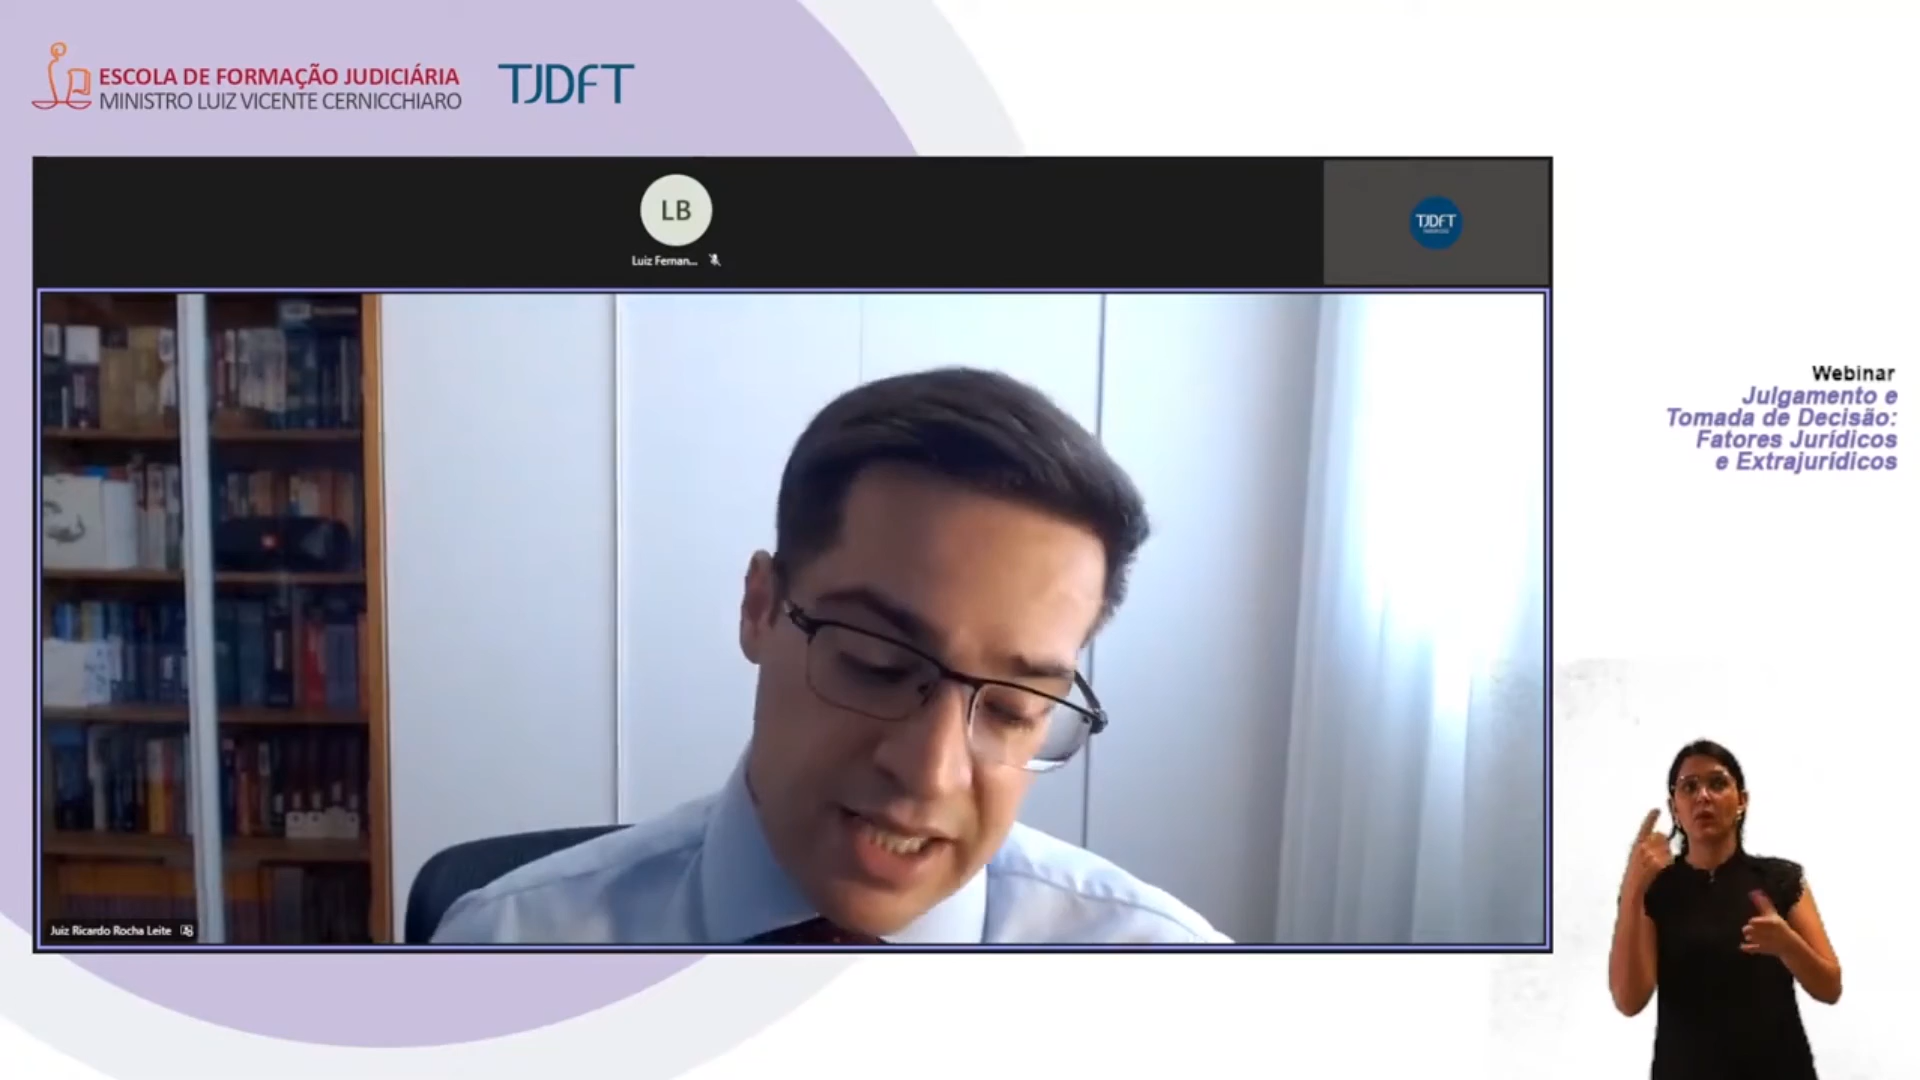 ESCOLA DE FORMAÇÃO JUDICIÁRIA
MINISTRO LUIZ VICENTE CERNICCHIARO
TJDFT
LB
Luiz Fernan...
TJDFT
Webinar
Julgamento e
Tomada de Decisão:
Fatores Jurídicos
e Extrajurídicos
Juiz Ricardo Rocha Leite